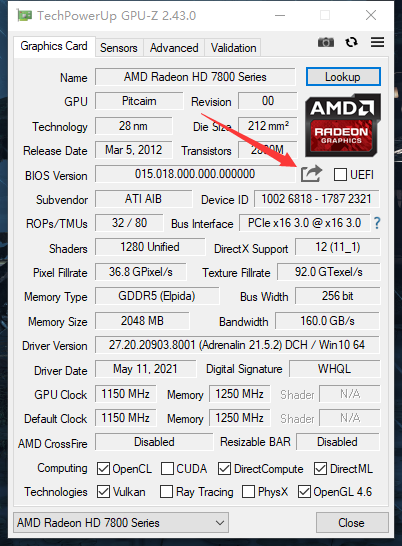 TechPowerUp GPU-Z 2.43.0
Graphics Card Sensors Advanced Validation
Name AMD Radeon HD 7800 Series Lookup
GPU Pitcairn Revision 00
Technology 28 nm Die Size 212 mm²
Release Date Mar 5, 2012 Transistors 2800M
BIOS Version 015.018.000.000.000000 UEFI
Subvendor ATI AIB Device ID 1002 6818 - 1787 2321
ROPs/TMUs 32 / 80 Bus Interface PCIe x16 3.0 @ x16 3.0 ?
Shaders 1280 Unified DirectX Support 12 (11_1)
Pixel Fillrate 36.8 GPixel/s Texture Fillrate 92.0 GTexel/s
Memory Type GDDR5 (Elpida) Bus Width 256 bit
Memory Size 2048 MB Bandwidth 160.0 GB/s
Driver Version 27.20.20903.8001 (Adrenalin 21.5.2) DCH / Win10 64
Driver Date May 11, 2021 Digital Signature WHQL
GPU Clock 1150 MHz Memory 1250 MHz Shader N/A
Default Clock 1150 MHz Memory 1250 MHz Shader N/A
AMD CrossFire Disabled Resizable BAR Disabled
Computing OpenCL CUDA DirectCompute DirectML
Technologies Vulkan Ray Tracing PhysX OpenGL 4.6
AMD Radeon HD 7800 Series Close
AMD
RADEON
GRAPHICS